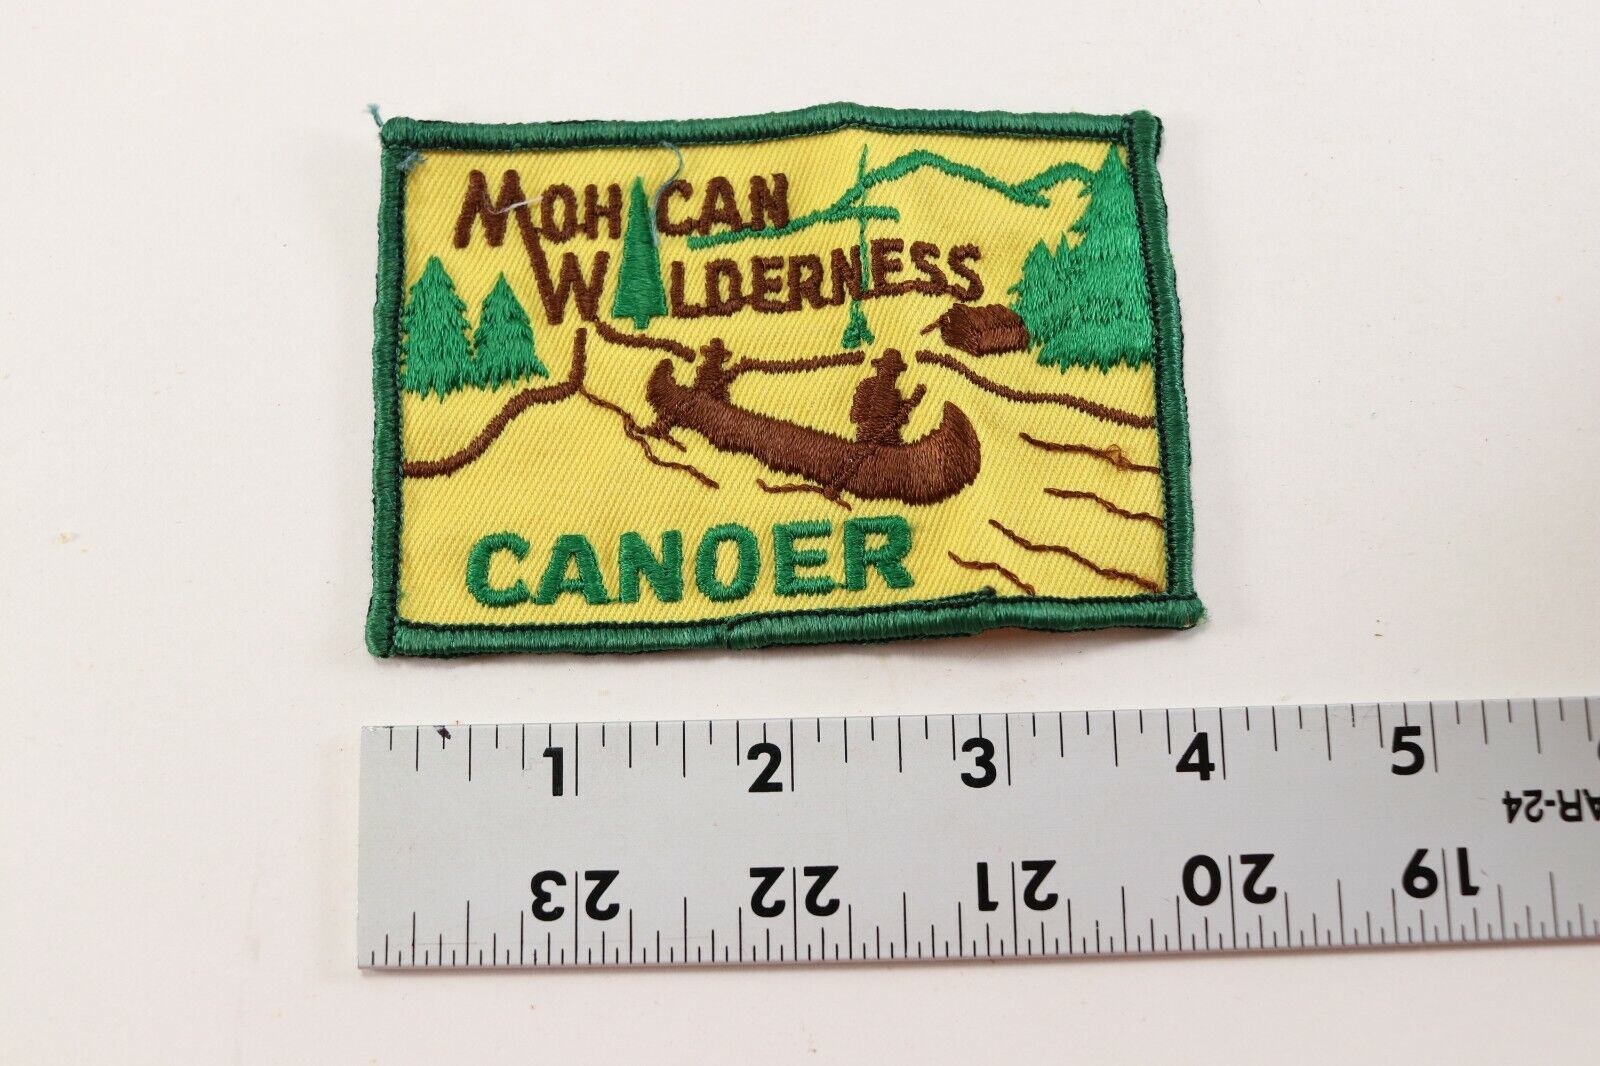 MOHICAN
WILDERNESS
CANOER
1 2 3 4 5
AR-24
23 22 21 20 19